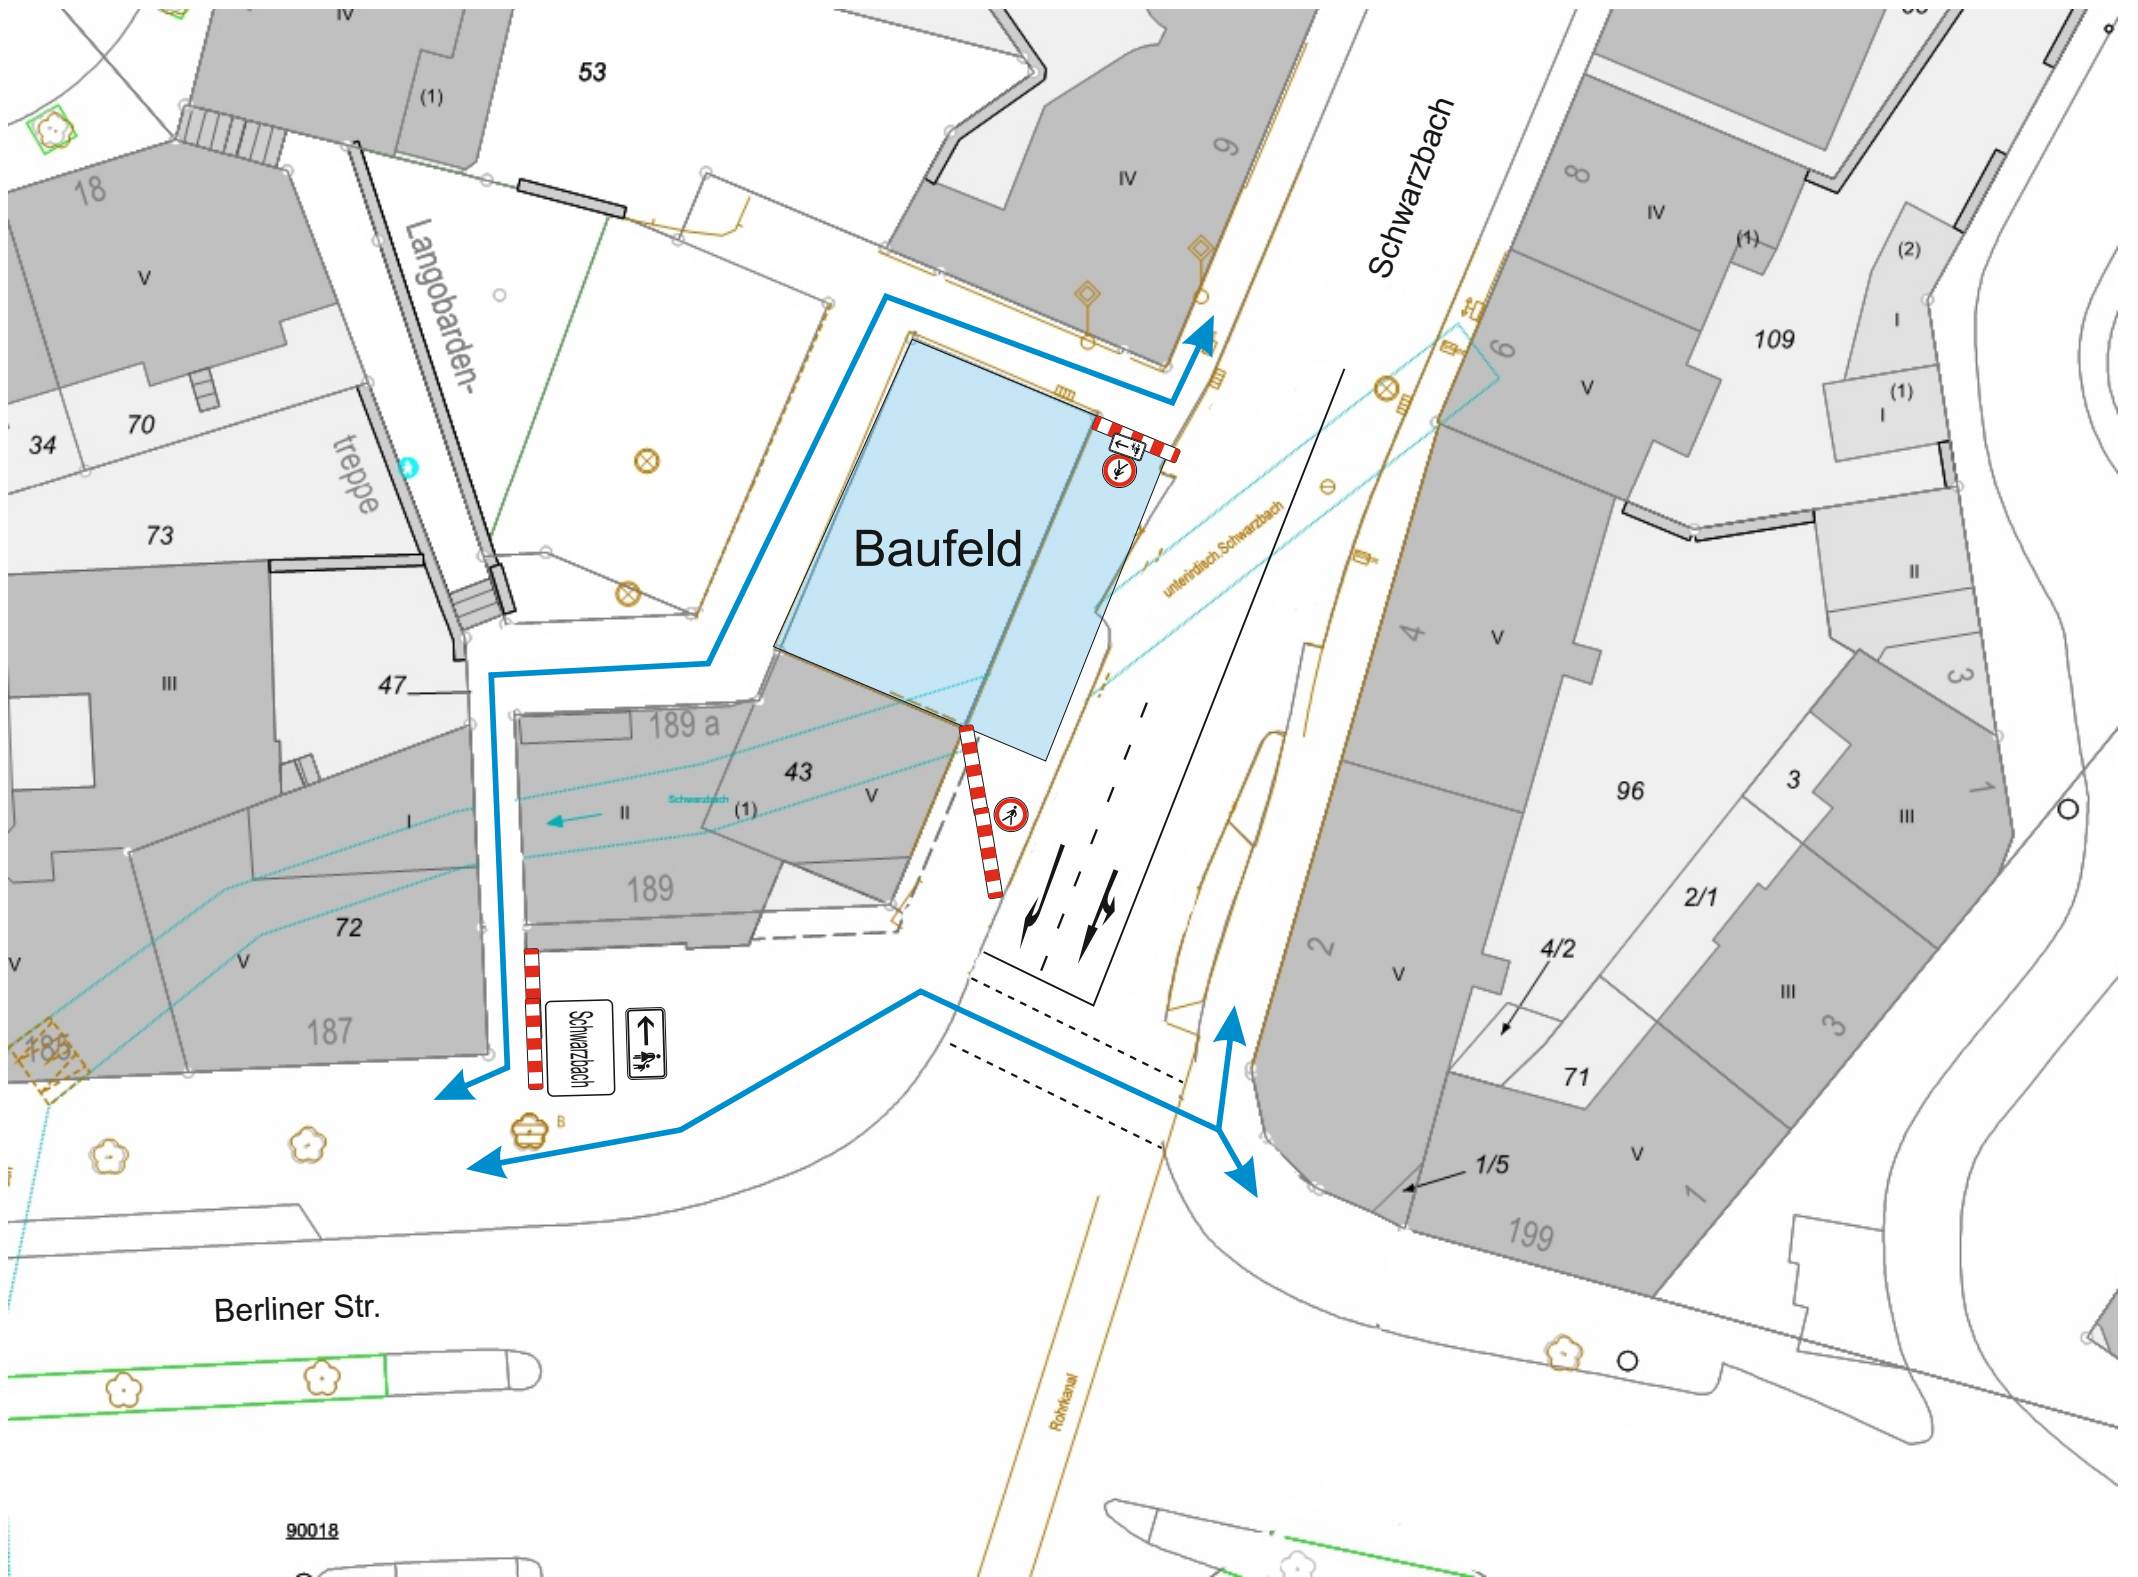 IV
53
(1)
18
V
Langobarden-
treppe
34
70
73
III
47
9
IV
Schwarzbach
8
IV
(1)
(2)
I
109
(1)
I
6
V
Baufeld
unterirdisch.Schwarzbach
4
V
II
3
189 a
43
V
(1)
II
Schwarzbach
189
I
72
V
V
187
185
Schwarzbach
B
96
3
1
III
2/1
4/2
2
V
III
3
71
1/5
V
1
199
Berliner Str.
Rohrkanal
90018